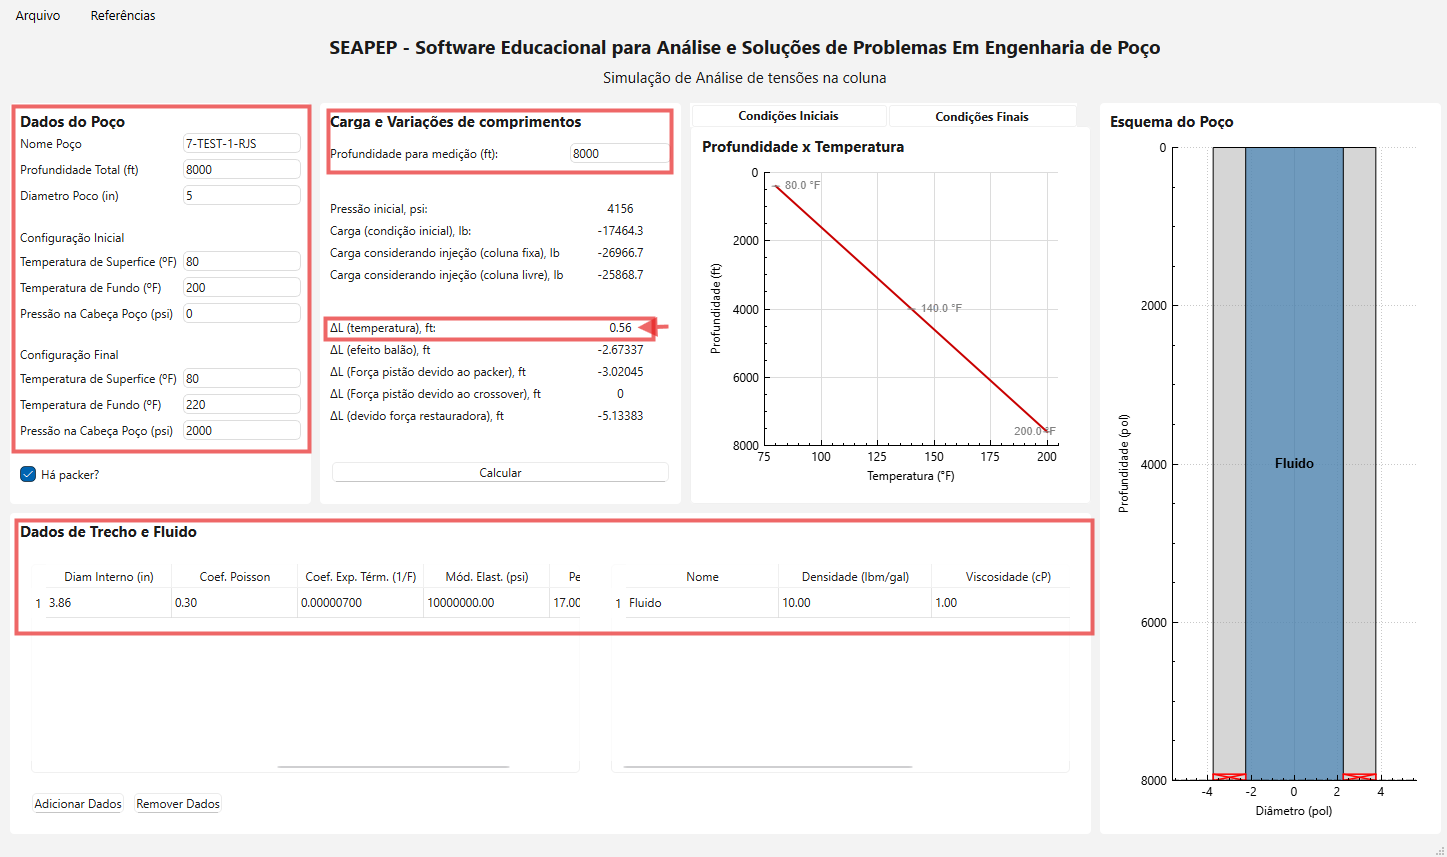 Arquivo Referências
SEAPEP - Software Educacional para Análise e Soluções de Problemas Em Engenharia de Poço
Simulação de Análise de tensões na coluna
Dados do Poço
Nome Poço 7-TEST-1-RJS
Profundidade Total (ft) 8000
Diametro Poco (in) 5
Configuração Inicial
Temperatura de Superfice (ºF) 80
Temperatura de Fundo (ºF) 200
Pressão na Cabeça Poço (psi) 0
Configuração Final
Temperatura de Superfice (ºF) 80
Temperatura de Fundo (ºF) 220
Pressão na Cabeça Poço (psi) 2000
Há packer?
Carga e Variações de comprimentos
Profundidade para medição (ft): 8000
Pressão inicial, psi: 4156
Carga (condição inicial), lb: -17464.3
Carga considerando injeção (coluna fixa), lb -26966.7
Carga considerando injeção (coluna livre), lb -25868.7
ΔL (temperatura), ft: 0.56
ΔL (efeito balão), ft -2.67337
ΔL (Força pistão devido ao packer), ft -3.02045
ΔL (Força pistão devido ao crossover), ft 0
ΔL (devido força restauradora), ft -5.13383
Calcular
Condições Iniciais Condições Finais
Profundidade x Temperatura
Profundidade (ft)
0
2000
4000
6000
8000
80.0 °F
140.0 °F
200.0 °F
75 100 125 150 175 200
Temperatura (°F)
Esquema do Poço
Profundidade (pol)
0
2000
4000
6000
8000
Fluido
-4 -2 0 2 4
Diâmetro (pol)
Dados de Trecho e Fluido
Diam Interno (in) Coef. Poisson Coef. Exp. Térm. (1/F) Mód. Elast. (psi) Pe
1 3.86 0.30 0.00000700 10000000.00 17.00
Nome Densidade (lbm/gal) Viscosidade (cP)
1 Fluido 10.00 1.00
Adicionar Dados Remover Dados